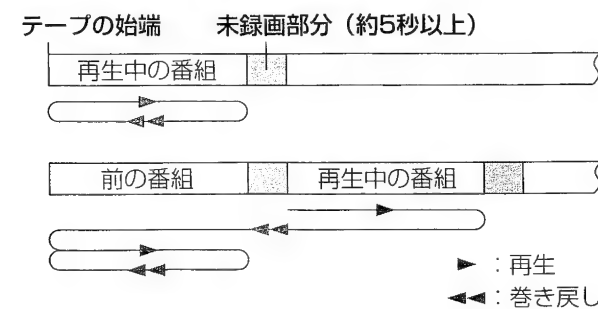 テープの始端 未録画部分（約5秒以上）
再生中の番組
前の番組 再生中の番組
：再生
：巻き戻し